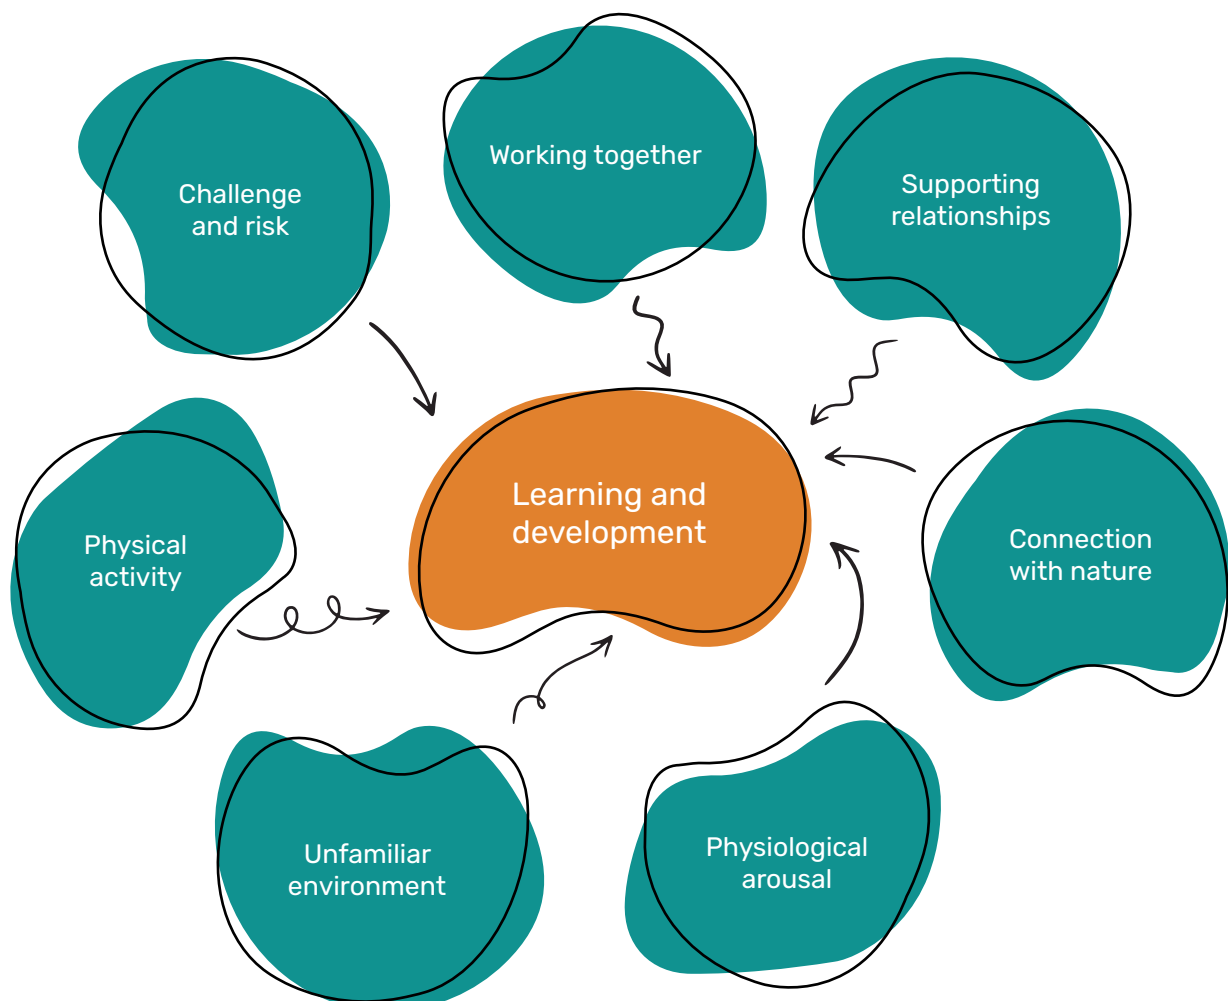 Challenge
and risk
Working together
Supporting
relationships
Learning and
development
Physical
activity
Connection
with nature
Unfamiliar
environment
Physiological
arousal